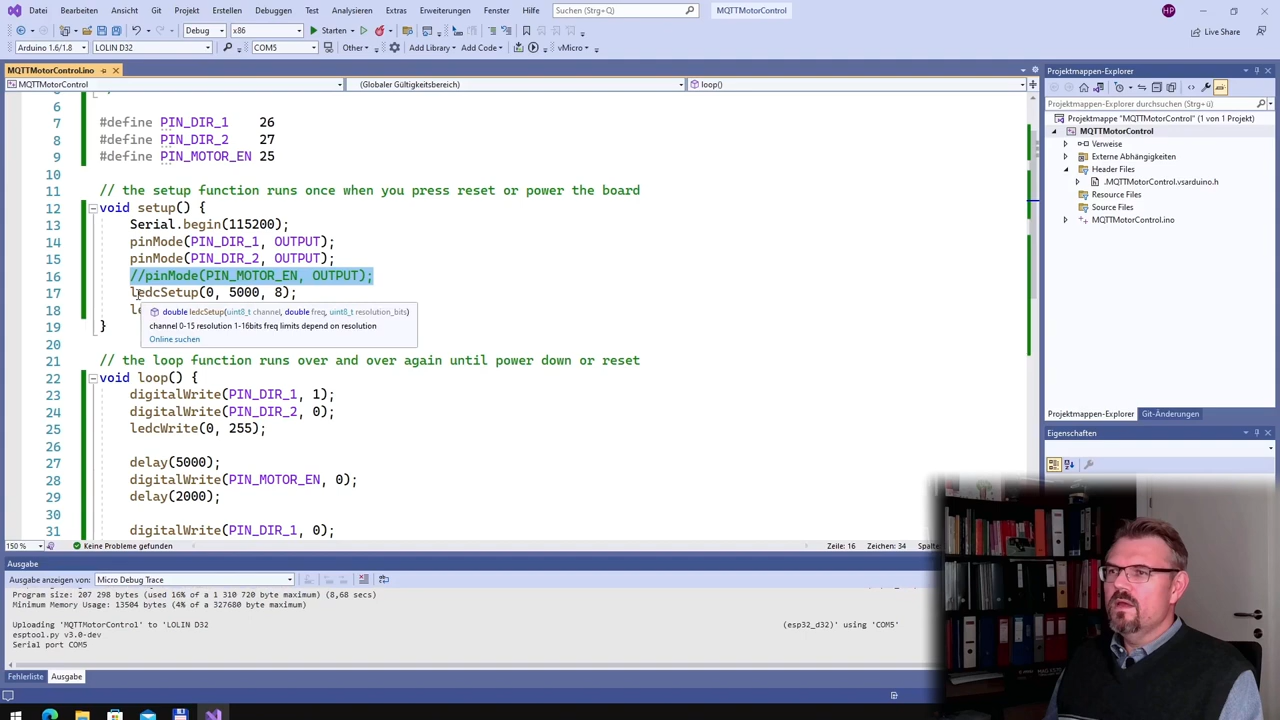 Datei Bearbeiten Ansicht Git Projekt Erstellen Debuggen Test Analysieren Extras Erweiterungen Fenster Hilfe Suchen (Strg+Q) MQTTMotorControl HP
Debug x86 Starten Live Share
Arduino 1.6/1.8 LOLIN D32 COM5 Other Add Library Add Code vMicro
MQTTMotorControl.ino
MQTTMotorControl (Globaler Gültigkeitsbereich) loop()
6
7 #define PIN_DIR_1 26
8 #define PIN_DIR_2 27
9 #define PIN_MOTOR_EN 25
10
11 // the setup function runs once when you press reset or power the board
12 void setup() {
13 Serial.begin(115200);
14 pinMode(PIN_DIR_1, OUTPUT);
15 pinMode(PIN_DIR_2, OUTPUT);
16 //pinMode(PIN_MOTOR_EN, OUTPUT);
17 ledcSetup(0, 5000, 8);
18 le
double ledcSetup(uint8_t channel, double freq, uint8_t resolution_bits)
channel 0-15 resolution 1-16bits freq limits depend on resolution
Online suchen
19 }
20
21 // the loop function runs over and over again until power down or reset
22 void loop() {
23 digitalWrite(PIN_DIR_1, 1);
24 digitalWrite(PIN_DIR_2, 0);
25 ledcWrite(0, 255);
26
27 delay(5000);
28 digitalWrite(PIN_MOTOR_EN, 0);
29 delay(2000);
30
31 digitalWrite(PIN_DIR_1, 0);
150 % Keine Probleme gefunden Zeile: 16 Zeichen: 34 Spalte
Projektmappen-Explorer
Projektmappen-Explorer durchsuchen (Strg+ü)
Projektmappe "MQTTMotorControl" (1 von 1 Projekt)
MQTTMotorControl
Verweise
Externe Abhängigkeiten
Header Files
.MQTTMotorControl.vsarduino.h
Resource Files
Source Files
MQTTMotorControl.ino
Projektmappen-Explorer Git-Änderungen
Eigenschaften
Ausgabe
Ausgabe anzeigen von: Micro Debug Trace
Program size: 207 298 bytes (used 16% of a 1 310 720 byte maximum) (8,68 secs)
Minimum Memory Usage: 13504 bytes (4% of a 327680 byte maximum)
Uploading 'MQTTMotorControl' to 'LOLIN D32 (esp32_d32)' using 'COM5'
esptool.py v3.0-dev
Serial port COM5
Fehlerliste Ausgabe